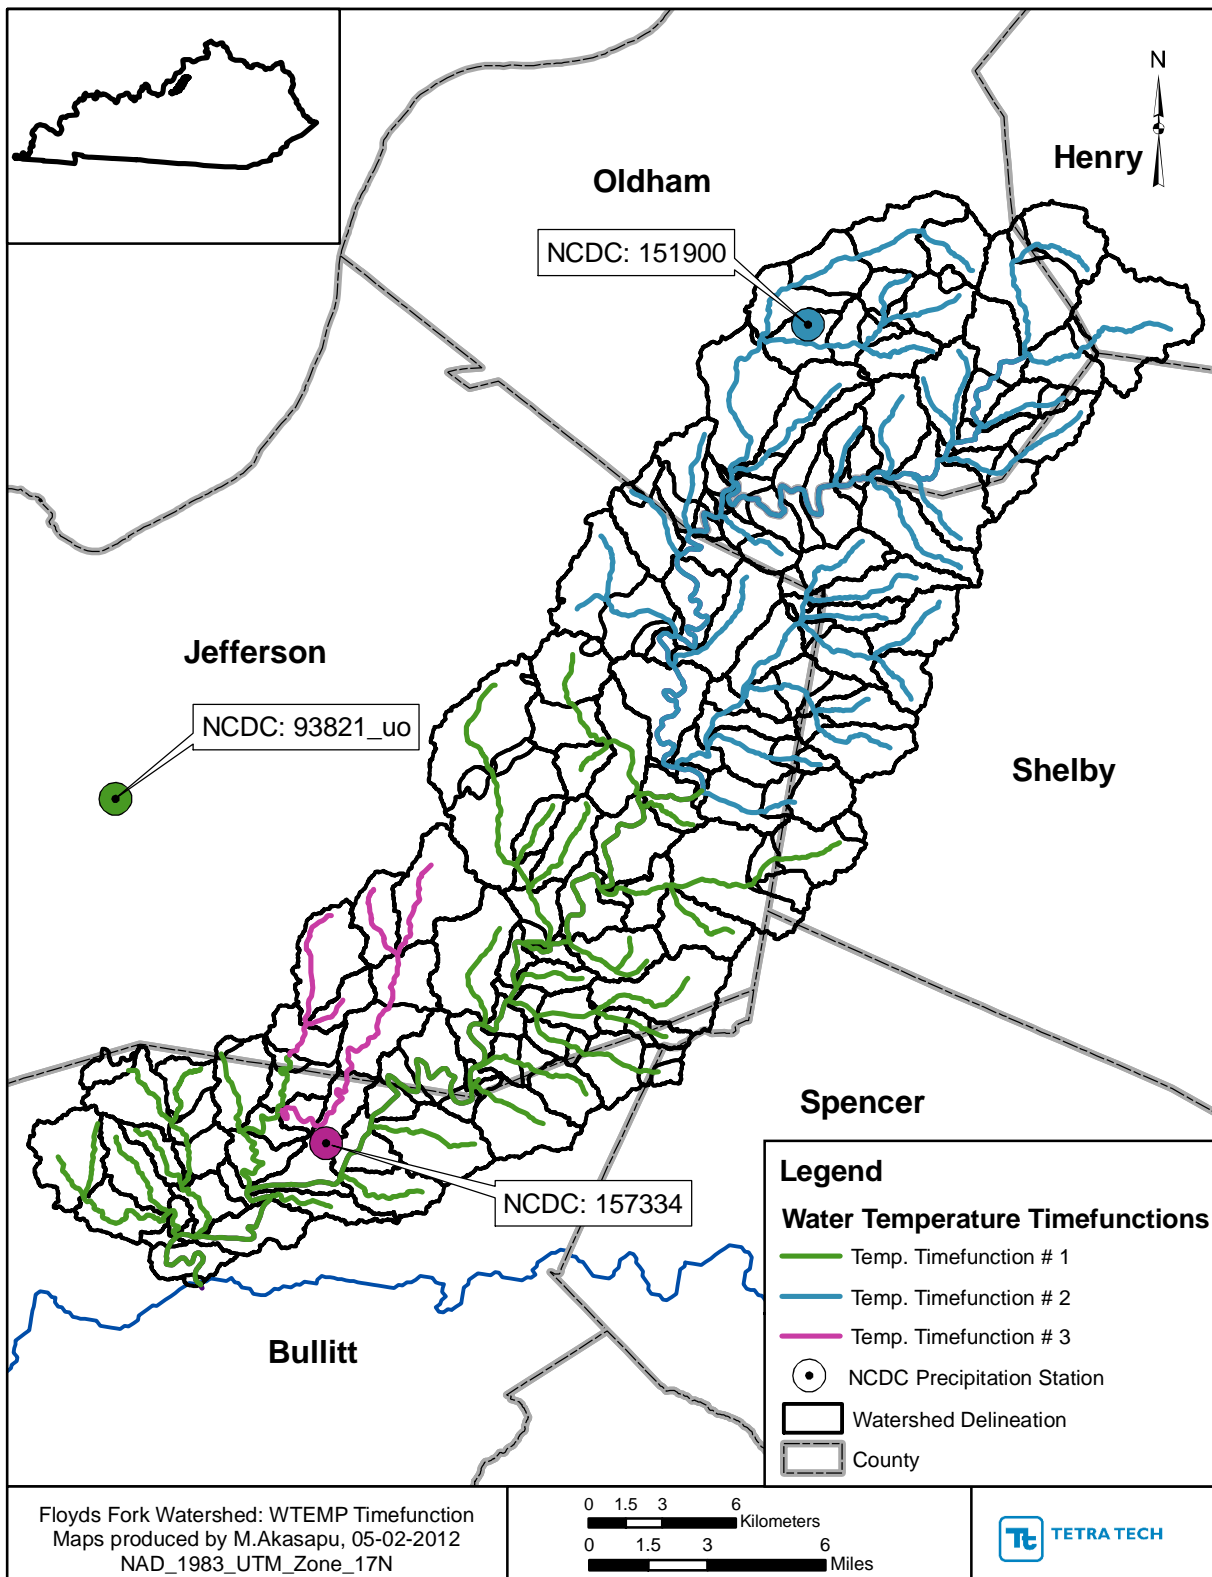 N
Henry
Oldham
NCDC: 151900
Jefferson
NCDC: 93821_uo
Shelby
Spencer
NCDC: 157334
Bullitt
Legend
Water Temperature Timefunctions
Temp. Timefunction # 1
Temp. Timefunction # 2
Temp. Timefunction # 3
NCDC Precipitation Station
Watershed Delineation
County
Floyds Fork Watershed: WTEMP Timefunction
Maps produced by M.Akasapu, 05-02-2012
NAD_1983_UTM_Zone_17N
0 1.5 3 6
Kilometers
0 1.5 3 6
Miles
Tt TETRA TECH